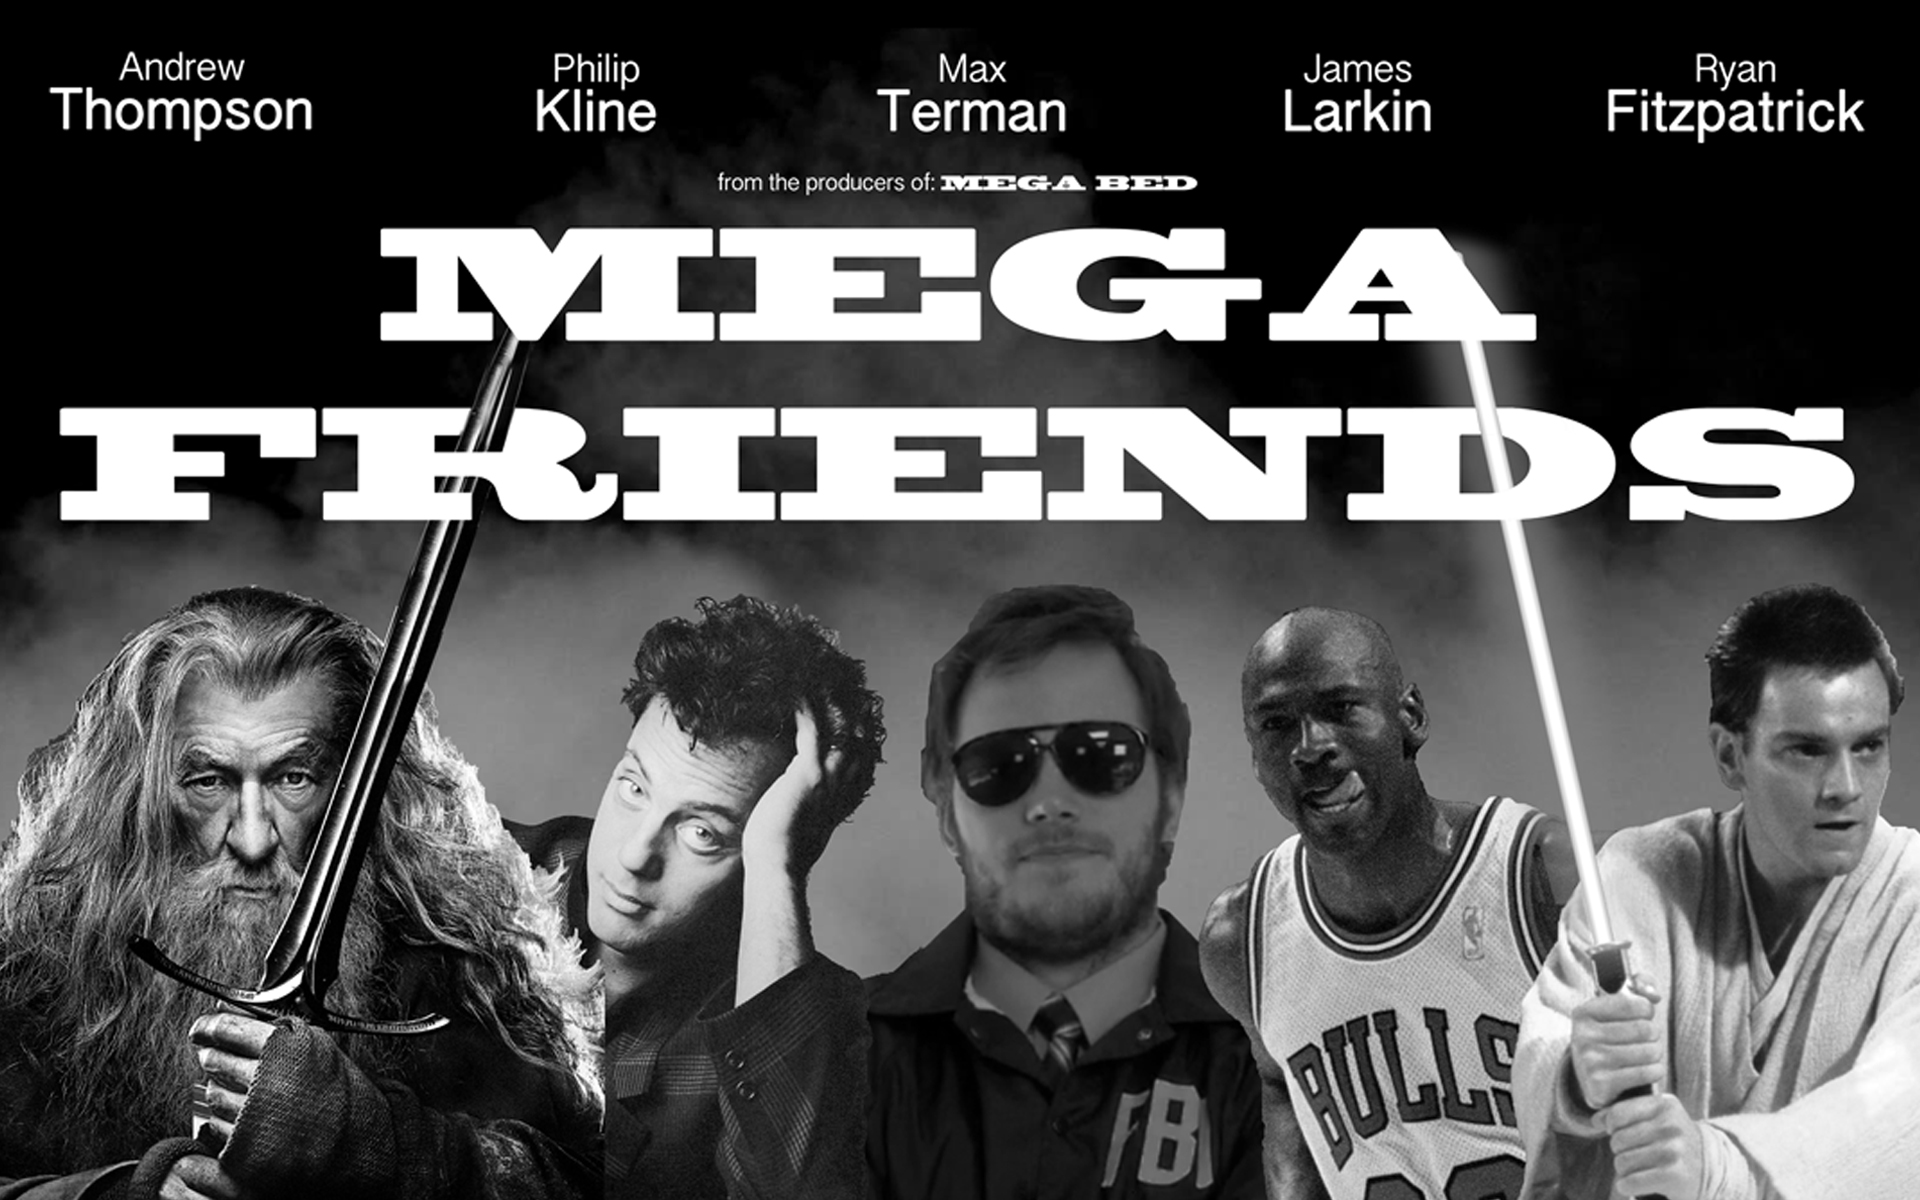 Andrew Thompson
Philip Kline
Max Terman
James Larkin
Ryan Fitzpatrick
from the producers of: MEGA BED
MEGA
FRIENDS
FBI
BULLS